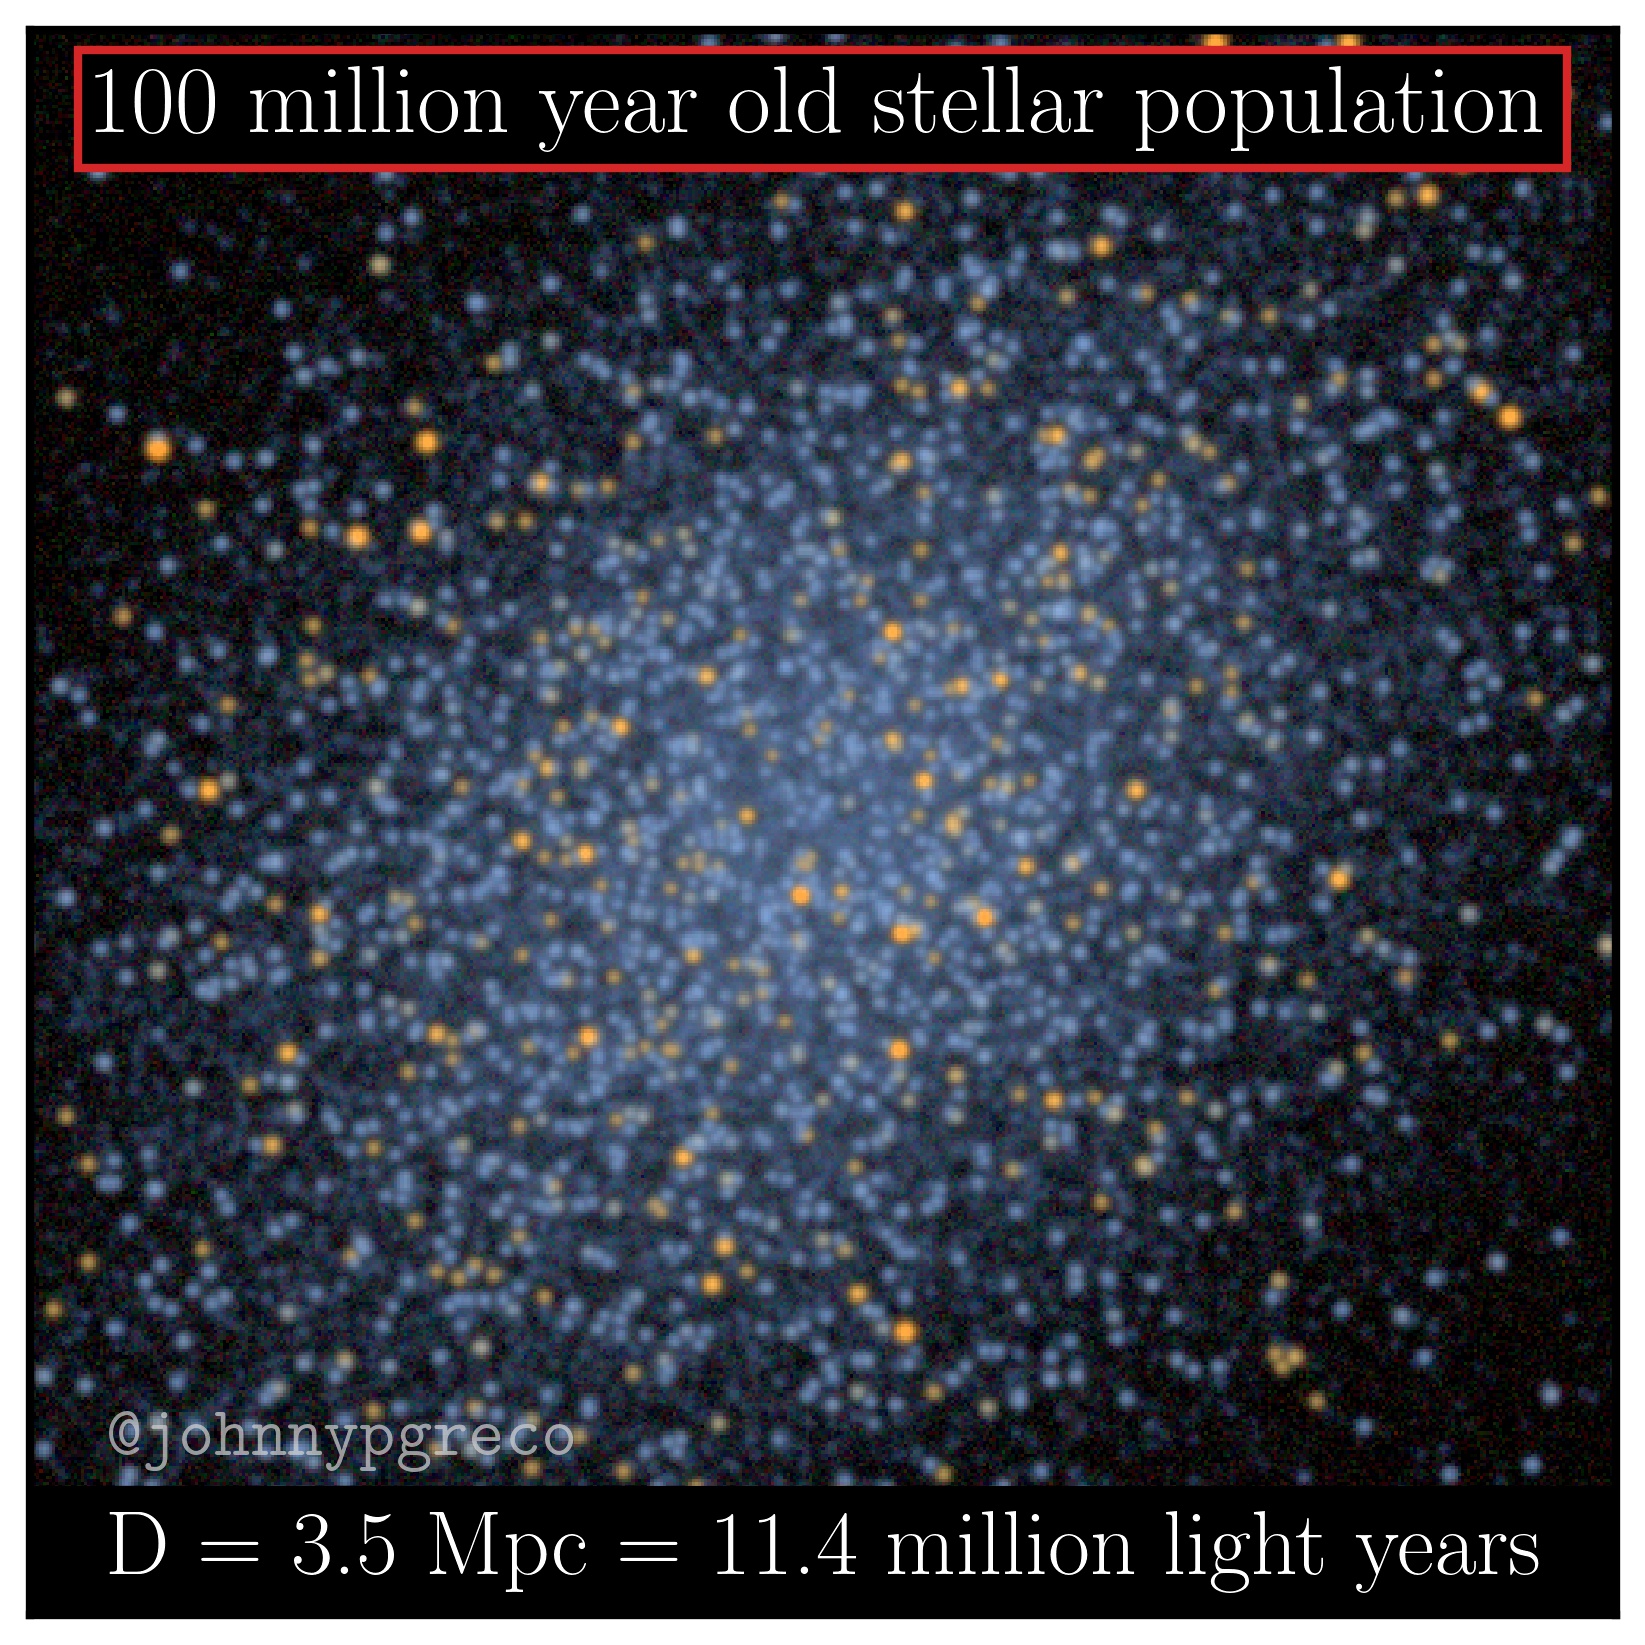 100 million year old stellar population
@johnnypgreco
D = 3.5 Mpc = 11.4 million light years